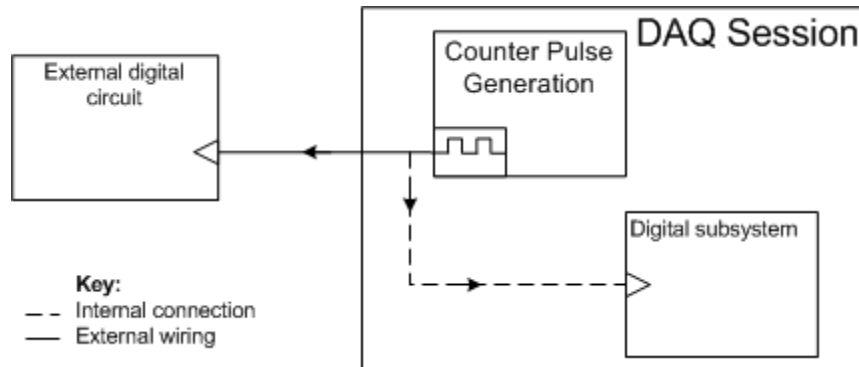 DAQ Session
Counter Pulse
Generation
External digital
circuit
Digital subsystem
Key:
Internal connection
External wiring